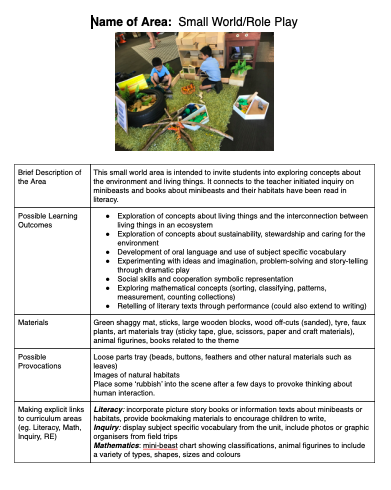 Name of Area: Small World/Role Play
Brief Description of
the Area
This small world area is intended to invite students into exploring concepts about
the environment and living things. It connects to the teacher initiated inquiry on
minibeasts and books about minibeasts and their habitats have been read in
literacy.
Possible Learning
Outcomes
● Exploration of concepts about living things and the interconnection between
living things in an ecosystem
● Exploration of concepts about sustainability, stewardship and caring for the
environment
● Development of oral language and use of subject specific vocabulary
● Experimenting with ideas and imagination, problem-solving and story-telling
through dramatic play
● Social skills and cooperation symbolic representation
● Exploring mathematical concepts (sorting, classifying, patterns,
measurement, counting collections)
● Retelling of literary texts through performance (could also extend to writing)
Materials
Green shaggy mat, sticks, large wooden blocks, wood off-cuts (sanded), tyre, faux
plants, art materials tray (sticky tape, glue, scissors, paper and craft materials),
animal figurines, books related to the theme
Possible
Provocations
Loose parts tray (beads, buttons, feathers and other natural materials such as
leaves)
Images of natural habitats
Place some ‘rubbish’ into the scene after a few days to provoke thinking about
human interaction.
Making explicit links
to curriculum areas
(eg. Literacy, Math,
Inquiry, RE)
Literacy: incorporate picture story books or information texts about minibeasts or
habitats, provide bookmaking materials to encourage children to write,
Inquiry: display subject specific vocabulary from the unit, include photos or graphic
organisers from field trips
Mathematics: mini-beast chart showing classifications, animal figurines to include
a variety of types, shapes, sizes and colours